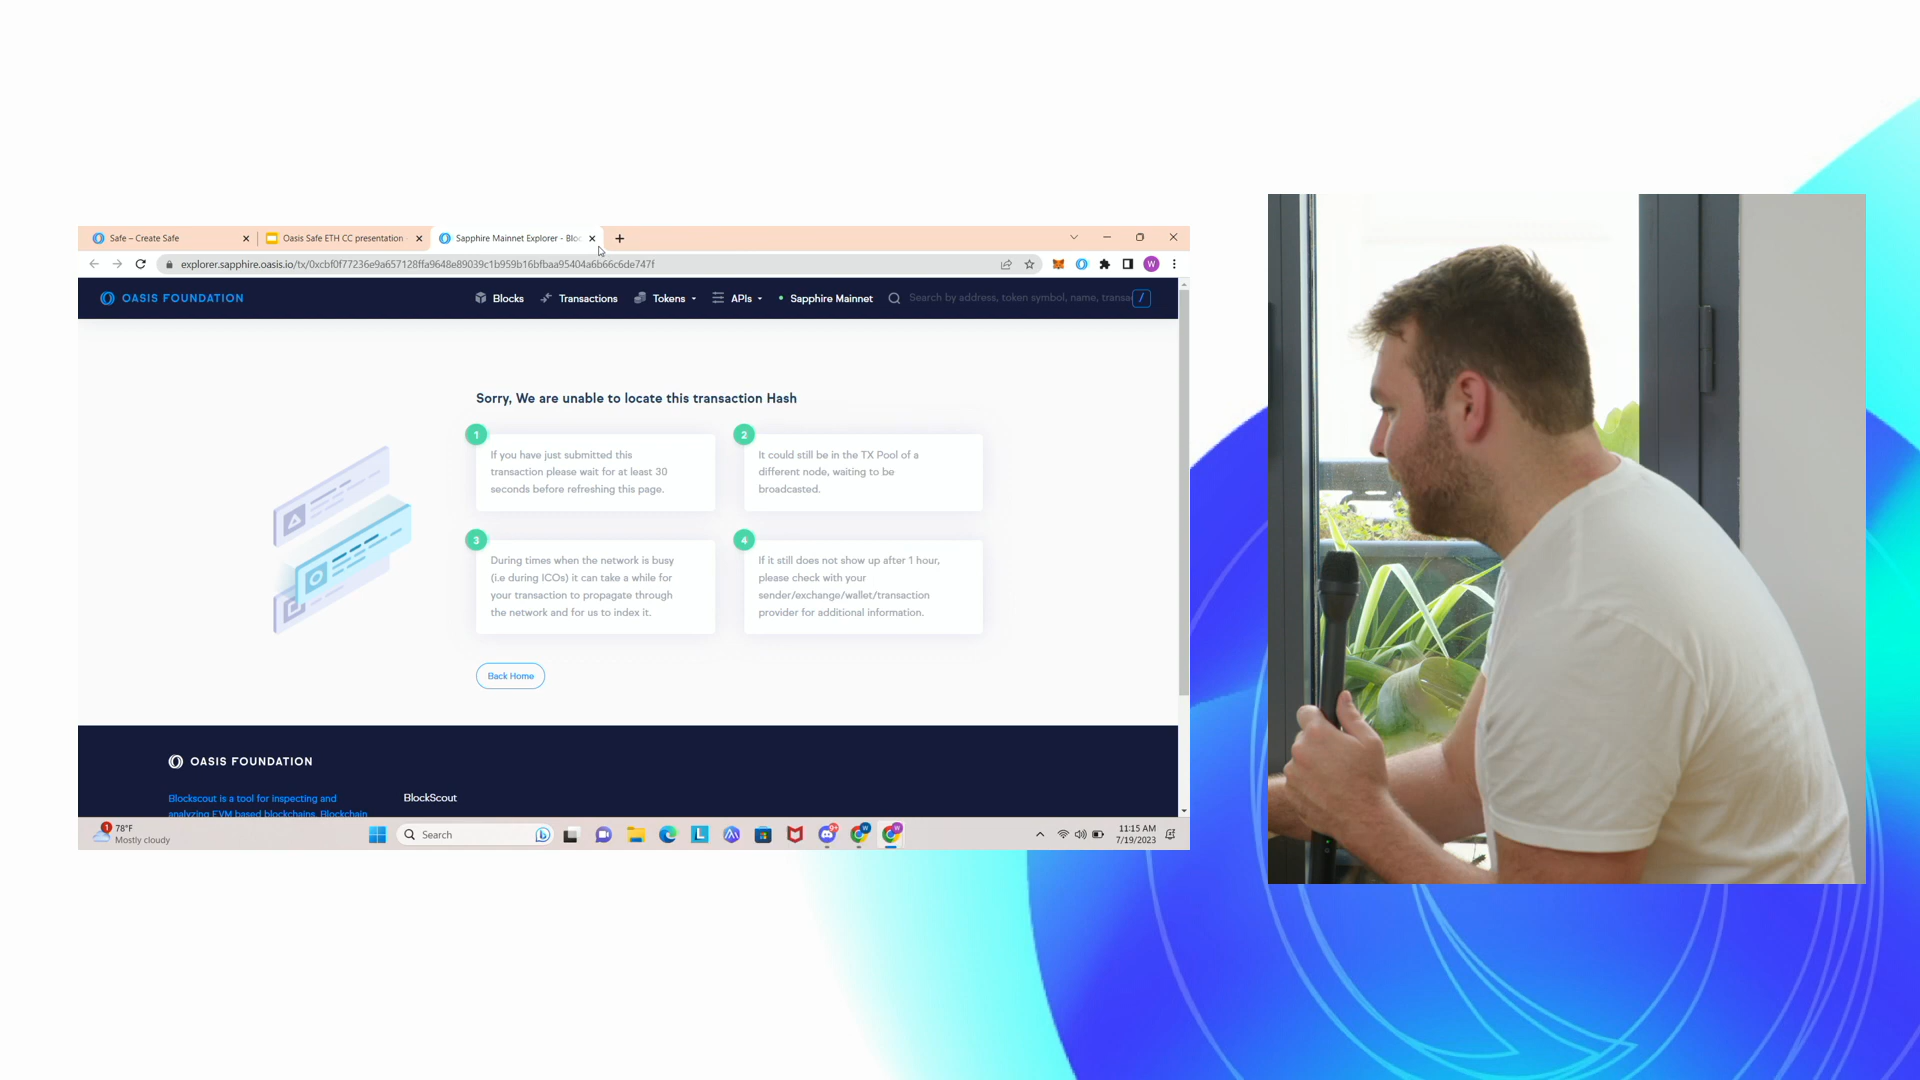 Safe – Create Safe
Oasis Safe ETH CC presentation
Sapphire Mainnet Explorer - Bloc
explorer.sapphire.oasis.io/tx/0xcbf0f77236e9a657128ffa9648e89039c1b959b16bfbaa95404a6b66c6de747f
W
OASIS FOUNDATION
Blocks
Transactions
Tokens
APIs
Sapphire Mainnet
Search by address, token symbol, name, transa
/
Sorry, We are unable to locate this transaction Hash
1
If you have just submitted this
transaction please wait for at least 30
seconds before refreshing this page.
2
It could still be in the TX Pool of a
different node, waiting to be
broadcasted.
3
During times when the network is busy
(i.e during ICOs) it can take a while for
your transaction to propagate through
the network and for us to index it.
4
If it still does not show up after 1 hour,
please check with your
sender/exchange/wallet/transaction
provider for additional information.
Back Home
OASIS FOUNDATION
Blockscout is a tool for inspecting and
analyzing EVM based blockchains. Blockchain
BlockScout
1
78°F
Mostly cloudy
Search
L
11:15 AM
7/19/2023